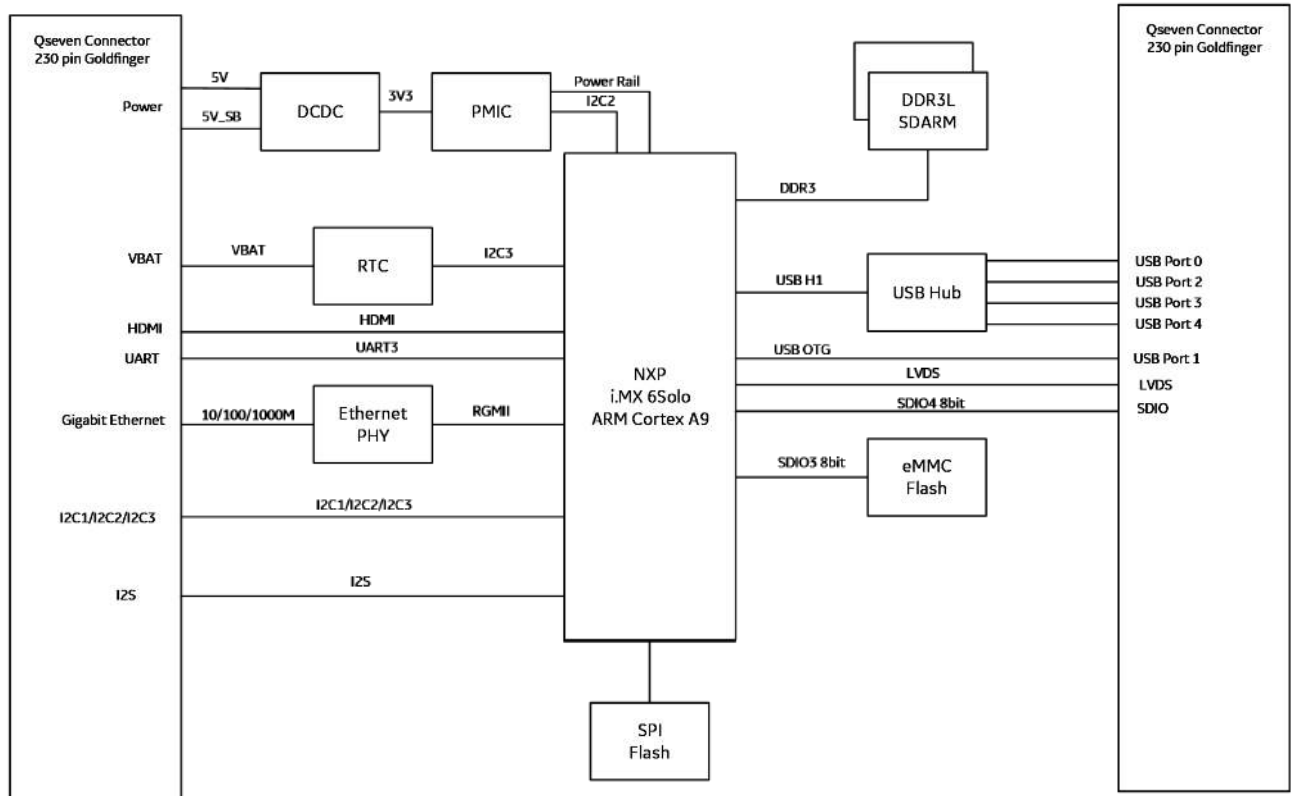 Qseven Connector
230 pin Goldfinger
Power
5V
5V_SB
DCDC
3V3
PMIC
Power Rail
I2C2
VBAT
VBAT
RTC
I2C3
HDMI
HDMI
UART
UART3
Gigabit Ethernet
10/100/1000M
Ethernet
PHY
RGMII
I2C1/I2C2/I2C3
I2C1/I2C2/I2C3
I2S
I2S
NXP
i.MX 6Solo
ARM Cortex A9
SPI
Flash
DDR3L
SDARM
DDR3
USB H1
USB Hub
USB OTG
LVDS
SDIO4 8bit
SDIO3 8bit
eMMC
Flash
Qseven Connector
230 pin Goldfinger
USB Port 0
USB Port 2
USB Port 3
USB Port 4
USB Port 1
LVDS
SDIO